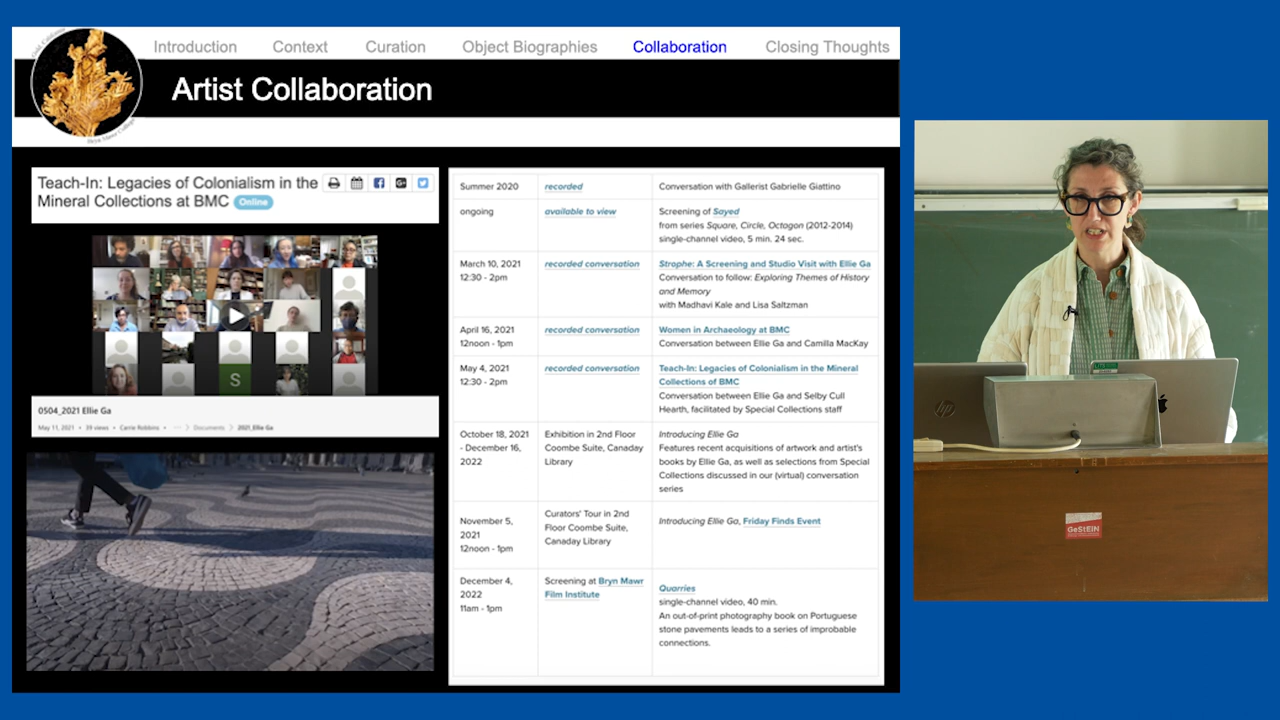 Introduction
Context
Curation
Object Biographies
Collaboration
Closing Thoughts
Artist Collaboration
Teach-In: Legacies of Colonialism in the
Mineral Collections at BMC Online
S
0504_2021 Ellie Ga
May 11, 2021 • 39 views • Carrie Robbins • ··· > Documents > 2021_Ellie Ga
Summer 2020
recorded
Conversation with Gallerist Gabrielle Giattino
ongoing
available to view
Screening of Sayed
from series Square, Circle, Octagon (2012-2014)
single-channel video, 5 min. 24 sec.
March 10, 2021
12:30 - 2pm
recorded conversation
Strophe: A Screening and Studio Visit with Ellie Ga
Conversation to follow: Exploring Themes of History
and Memory
with Madhavi Kale and Lisa Saltzman
April 16, 2021
12noon - 1pm
recorded conversation
Women in Archaeology at BMC
Conversation between Ellie Ga and Camilla MacKay
May 4, 2021
12:30 - 2pm
recorded conversation
Teach-In: Legacies of Colonialism in the Mineral
Collections of BMC
Conversation between Ellie Ga and Selby Cull
Hearth, facilitated by Special Collections staff
October 18, 2021
- December 16,
2022
Exhibition in 2nd Floor
Coombe Suite, Canaday
Library
Introducing Ellie Ga
Features recent acquisitions of artwork and artist's
books by Ellie Ga, as well as selections from Special
Collections discussed in our (virtual) conversation
series
November 5,
2021
12noon - 1pm
Curators' Tour in 2nd
Floor Coombe Suite,
Canaday Library
Introducing Ellie Ga, Friday Finds Event
December 4,
2022
11am - 1pm
Screening at Bryn Mawr
Film Institute
Quarries
single-channel video, 40 min.
An out-of-print photography book on Portuguese
stone pavements leads to a series of improbable
connections.
hp
GeStEIN